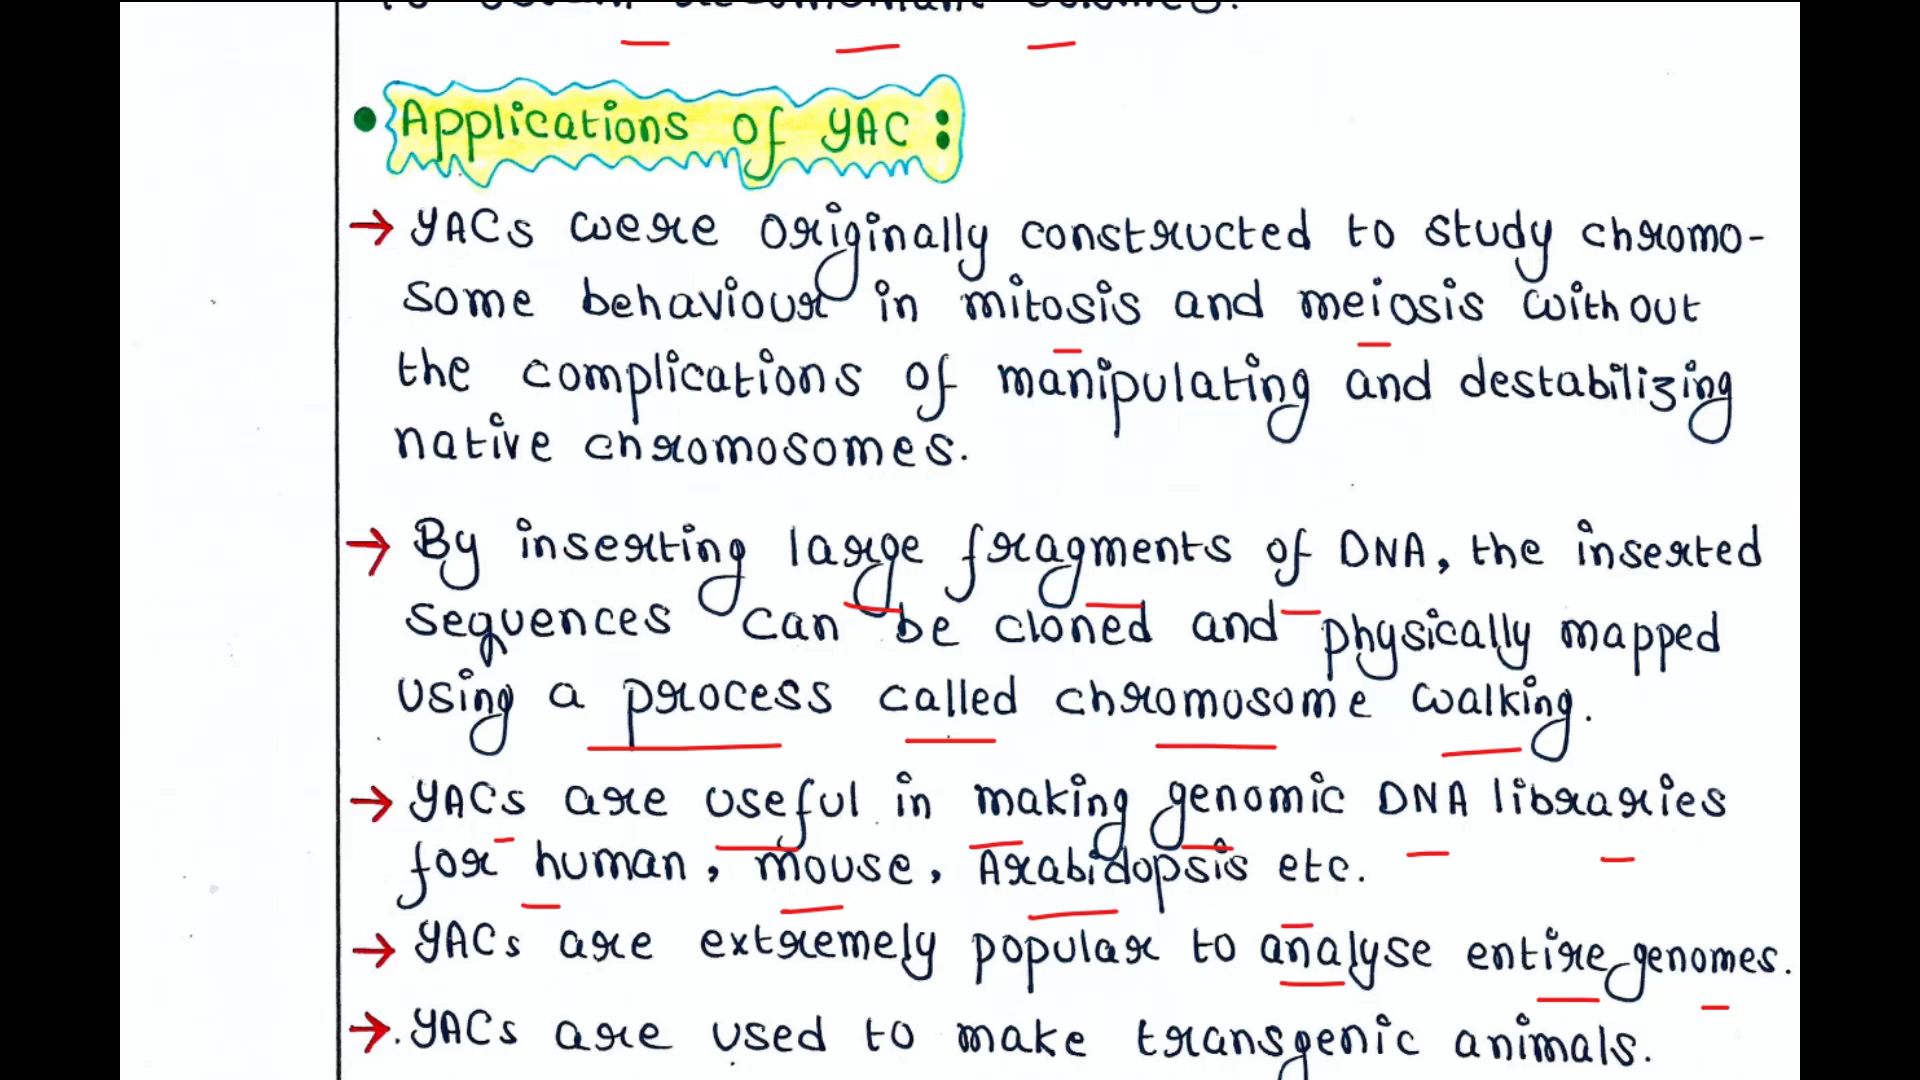 • Applications of YAC :
→ YACs were originally constructed to study chromo-
some behaviour in mitosis and meiosis without
the complications of manipulating and destabilizing
native chromosomes.
→ By inserting large fragments of DNA, the inserted
sequences can be cloned and physically mapped
using a process called chromosome walking.
→ YACs are useful in making genomic DNA libraries
for human, mouse, Arabidopsis etc.
→ YACs are extremely popular to analyse entire genomes.
→ YACs are used to make transgenic animals.